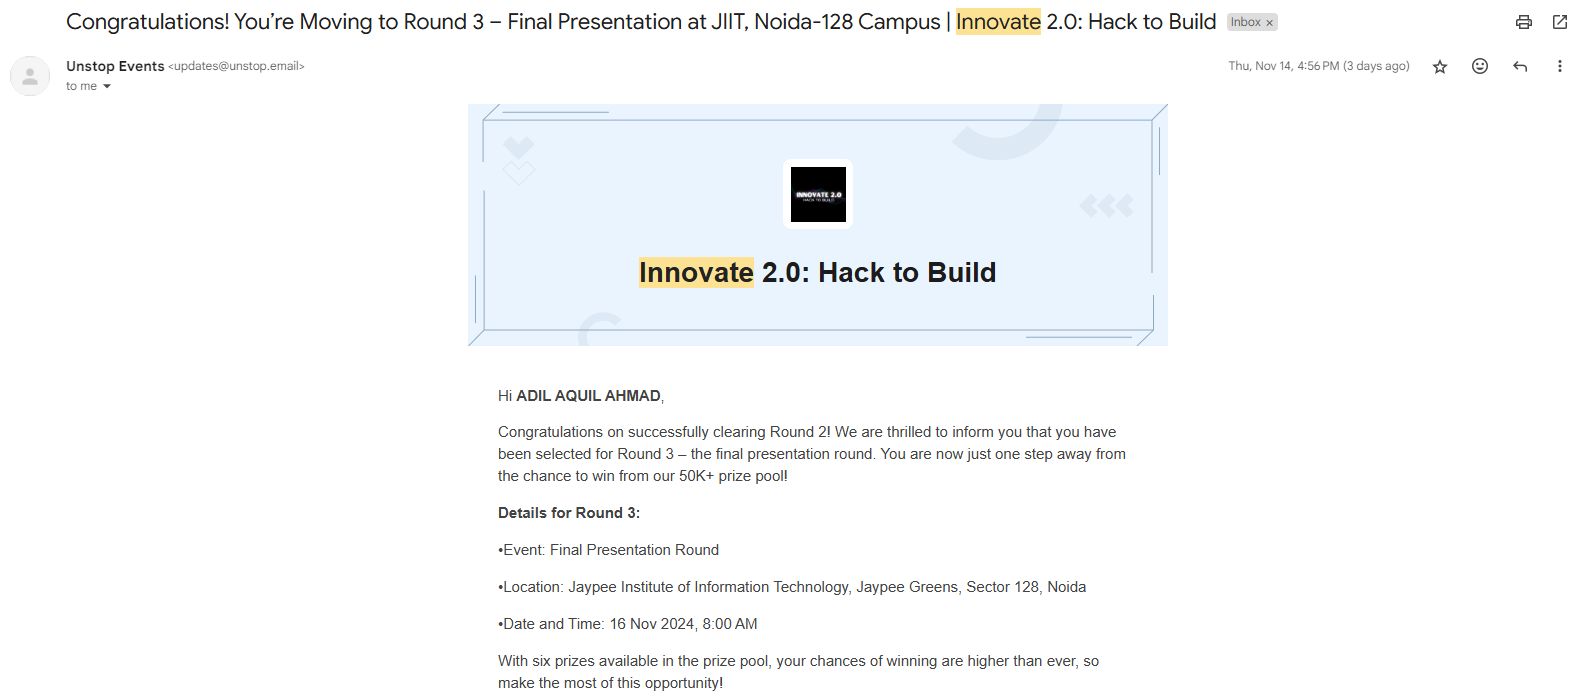 Congratulations! You’re Moving to Round 3 – Final Presentation at JIIT, Noida-128 Campus | Innovate 2.0: Hack to Build Inbox ×
Unstop Events <updates@unstop.email>
Thu, Nov 14, 4:56 PM (3 days ago)
to me
INNOVATE 2.0
HACK TO BUILD
Innovate 2.0: Hack to Build
Hi ADIL AQUIL AHMAD,
Congratulations on successfully clearing Round 2! We are thrilled to inform you that you have
been selected for Round 3 – the final presentation round. You are now just one step away from
the chance to win from our 50K+ prize pool!
Details for Round 3:
•Event: Final Presentation Round
•Location: Jaypee Institute of Information Technology, Jaypee Greens, Sector 128, Noida
•Date and Time: 16 Nov 2024, 8:00 AM
With six prizes available in the prize pool, your chances of winning are higher than ever, so
make the most of this opportunity!